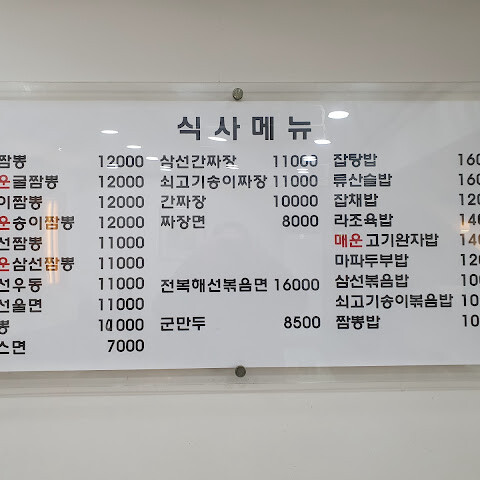 식사메뉴
짬뽕 12000
운굴짬뽕 12000
이짬뽕 12000
운송이짬뽕 12000
선짬뽕 11000
운삼선짬뽕 11000
선우동 11000
선울면 11000
뽕 11000
스면 7000
삼선간짜장 11000
쇠고기송이짜장 11000
간짜장 10000
짜장면 8000
전복해선볶음면 16000
군만두 8500
잡탕밥 160
류산슬밥 160
잡채밥 100
라조육밥 140
매운고기완자밥 140
마파두부밥 120
삼선볶음밥 100
쇠고기송이볶음밥 10
짬뽕밥 10